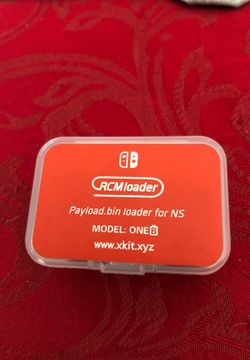 RCMloader
Payload.bin loader for NS
MODEL: ONE B
www.xkit.xyz